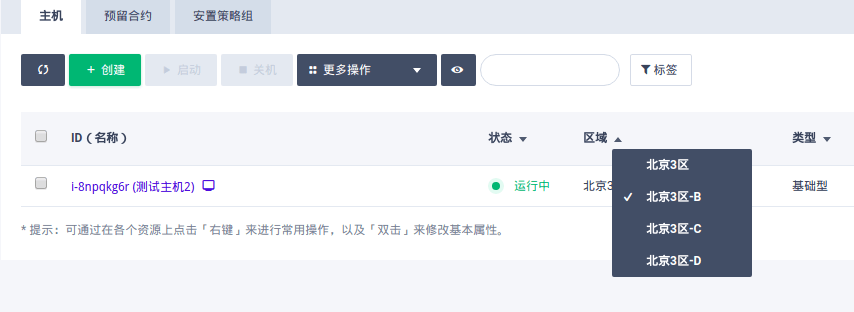 主机 预留合约 安置策略组
创建 启动 关机 更多操作 标签
ID ( 名称 ) 状态 区域 类型
北京3区
i-8npqkg6r (测试主机2) 运行中 北京3 基础型
北京3区-B
北京3区-C
北京3区-D
* 提示：可通过在各个资源上点击「右键」来进行常用操作，以及「双击」来修改基本属性。